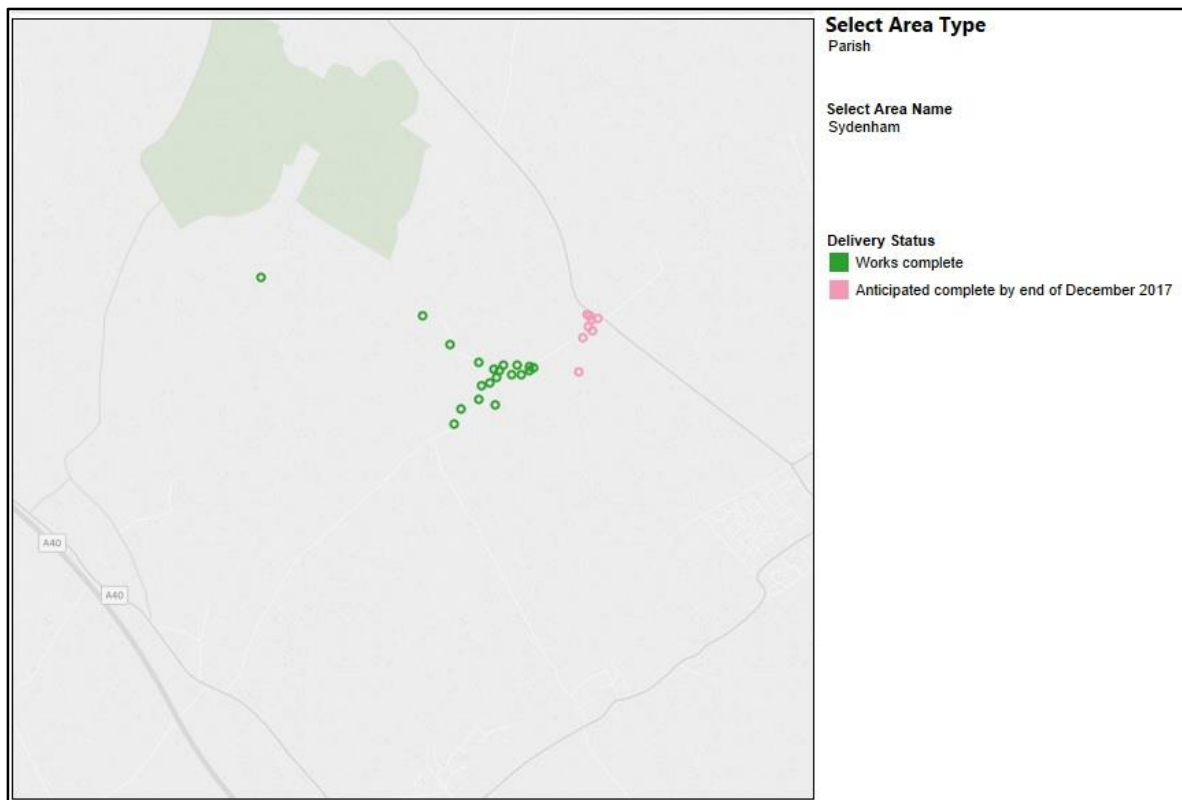 Select Area Type
Parish
Select Area Name
Sydenham
Delivery Status
Works complete
Anticipated complete by end of December 2017
A40
A40